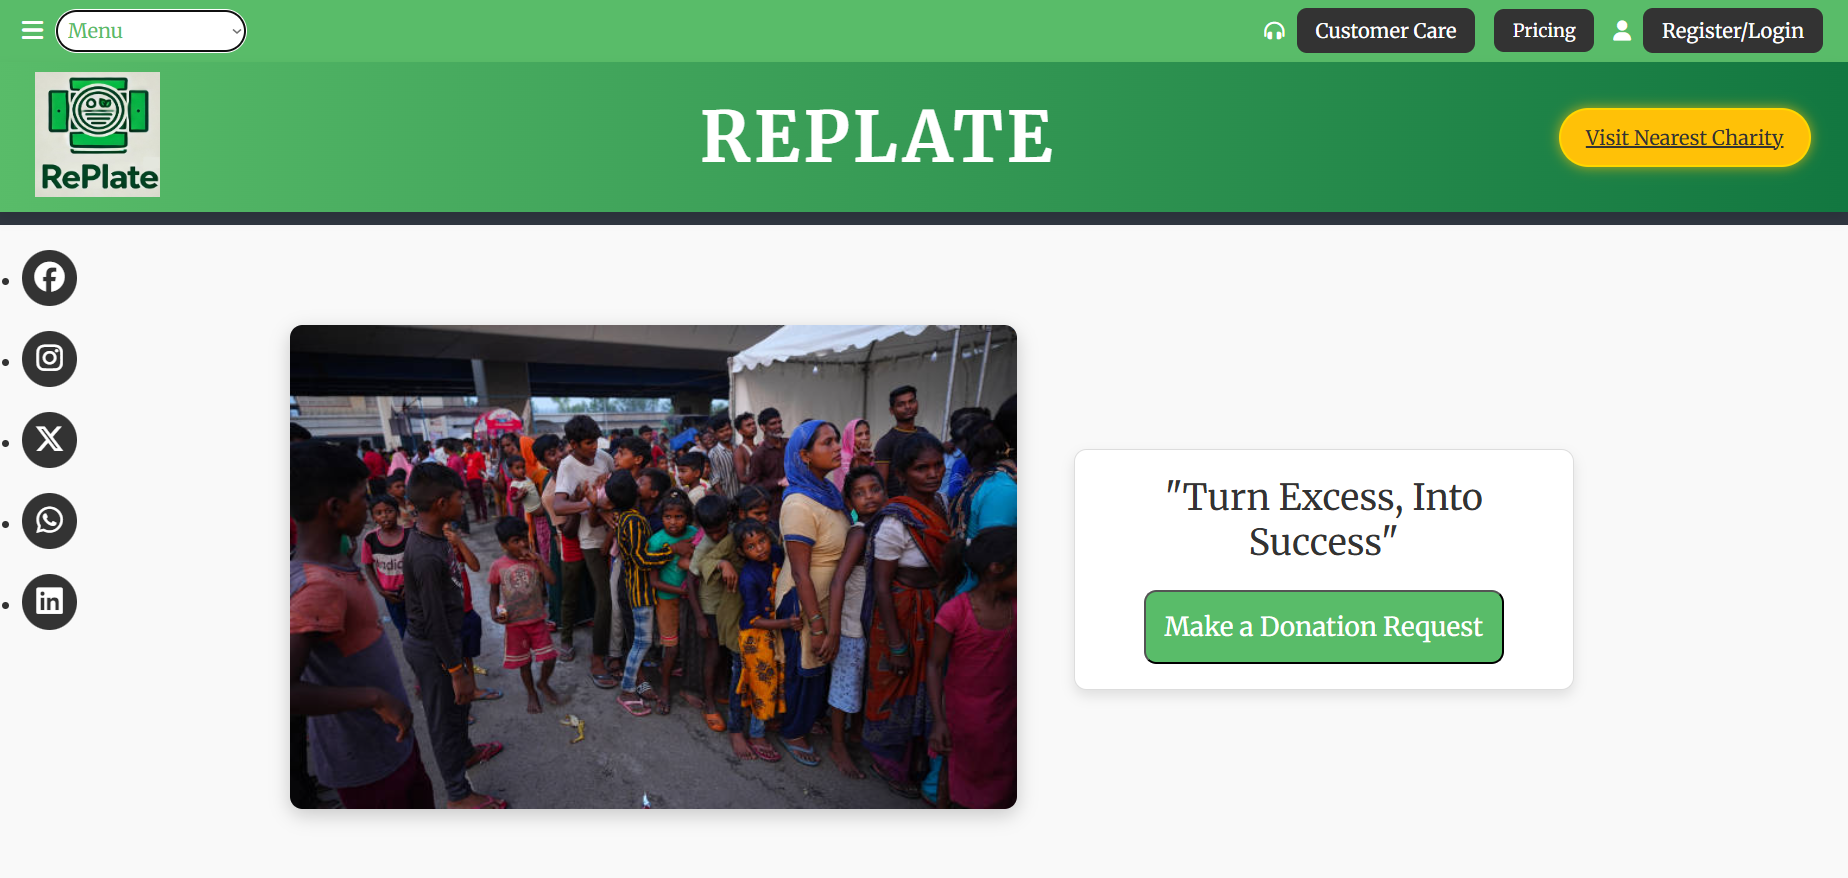 Menu
Customer Care
Pricing
Register/Login
RePlate
REPLATE
Visit Nearest Charity
"Turn Excess, Into
Success"
Make a Donation Request